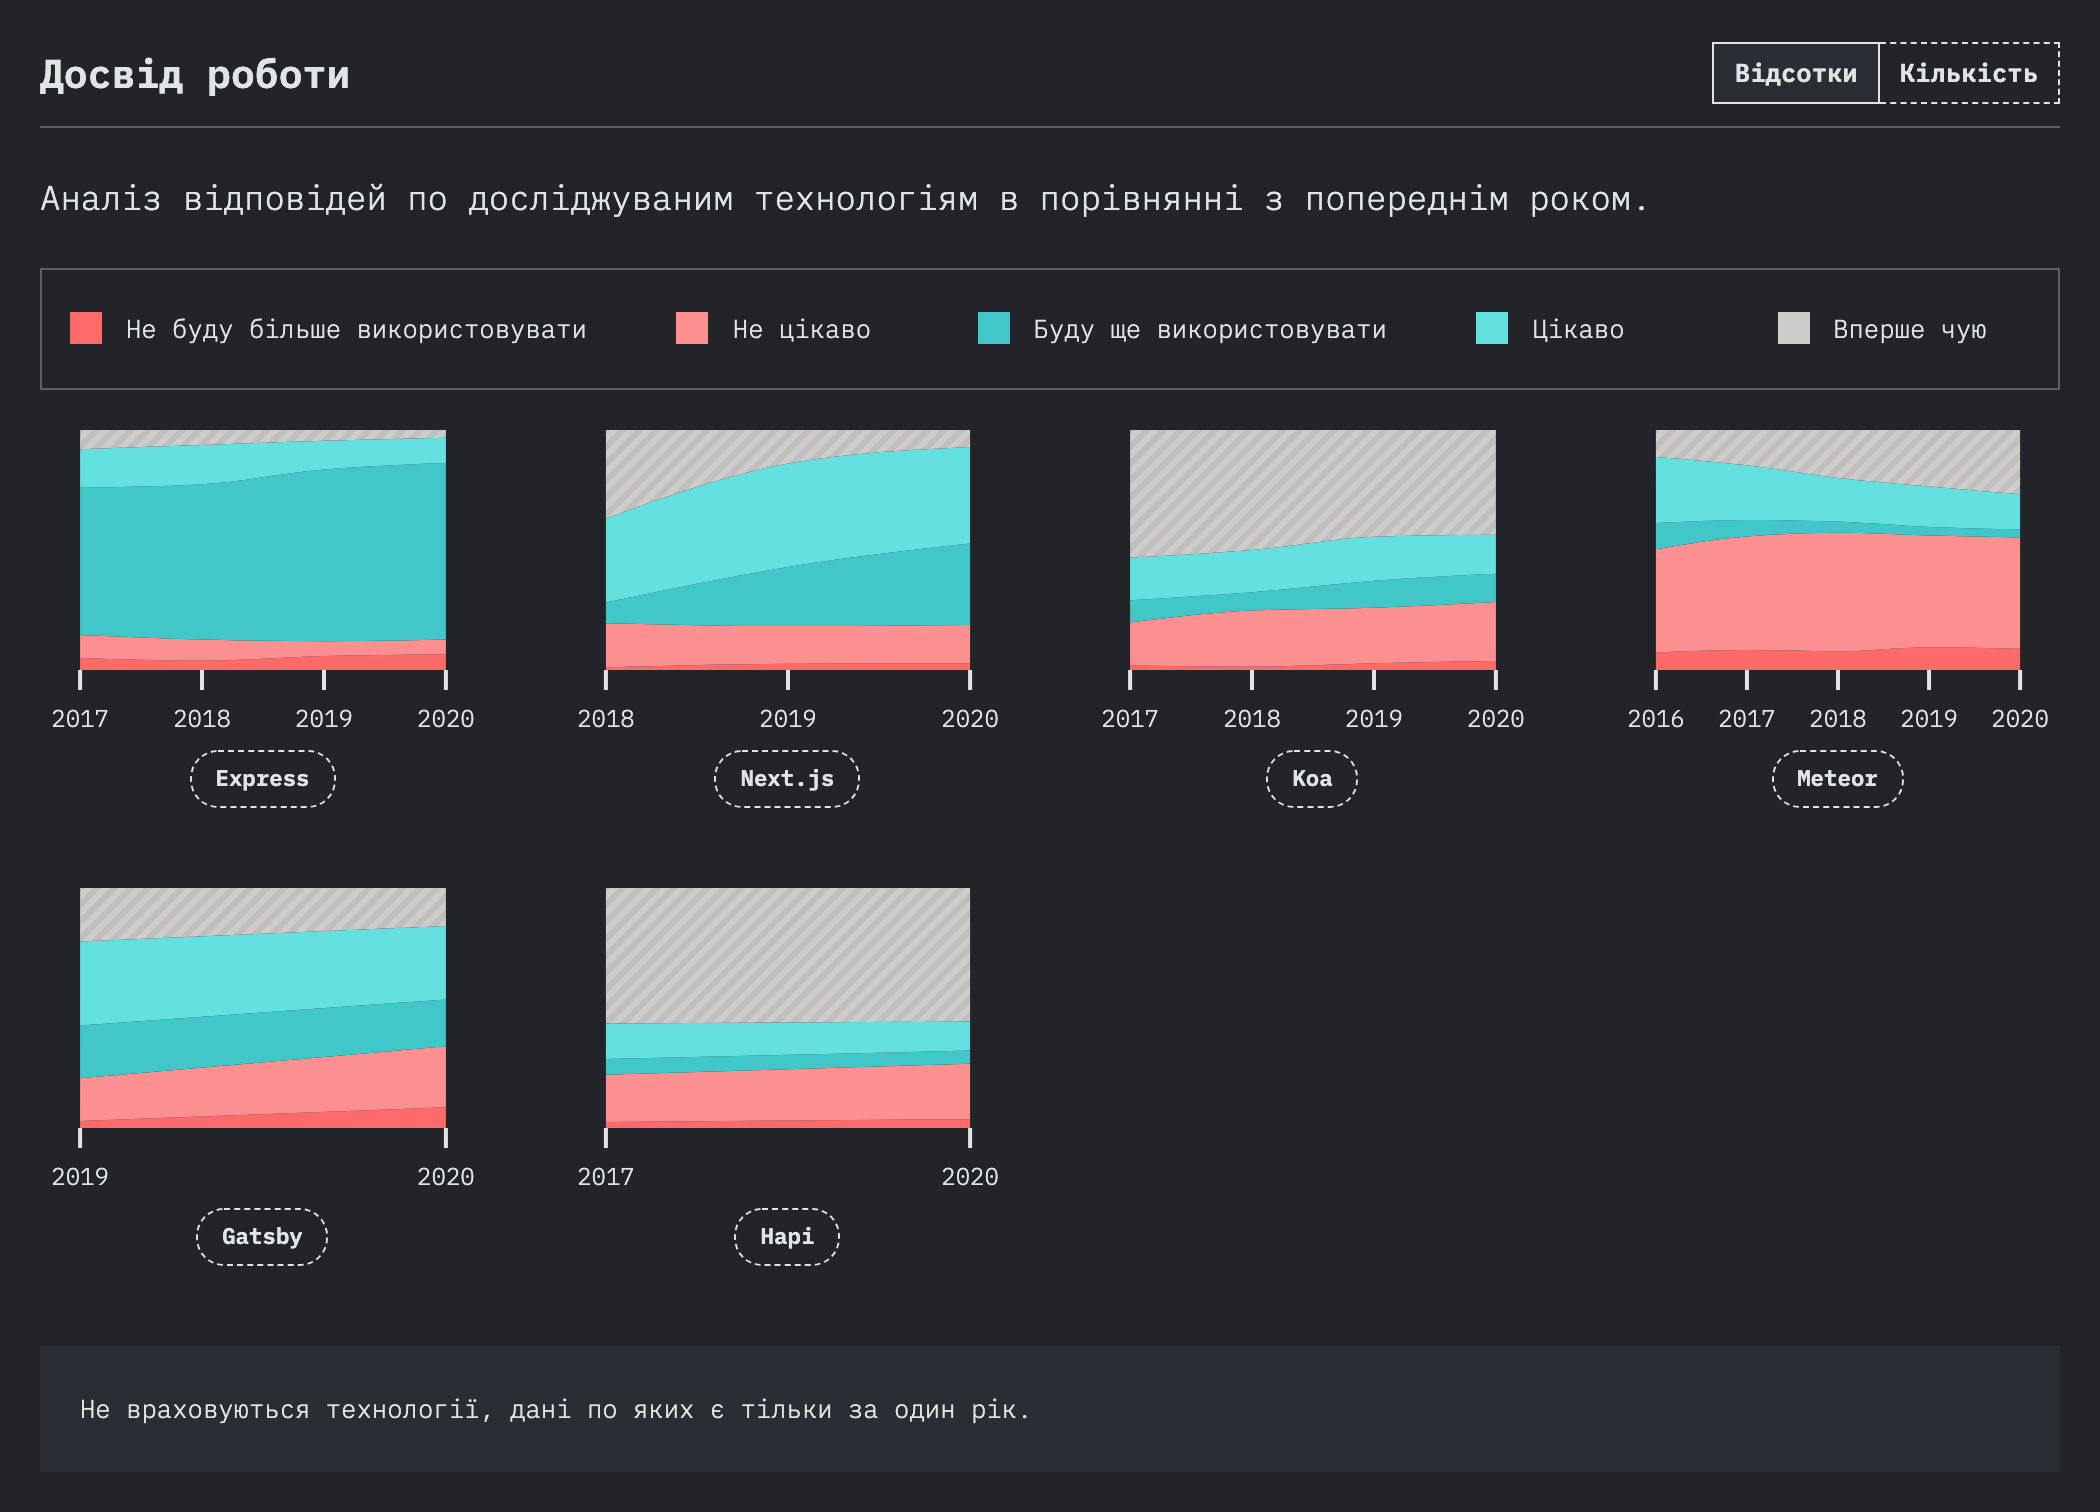 Досвід роботи
Відсотки Кількість
Аналіз відповідей по досліджуваним технологіям в порівнянні з попереднім роком.
Не буду більше використовувати Не цікаво Буду ще використовувати Цікаво Вперше чую
2017 2018 2019 2020
Express
2018 2019 2020
Next.js
2017 2018 2019 2020
Koa
2016 2017 2018 2019 2020
Meteor
2019 2020
Gatsby
2017 2020
Hapi
Не враховуються технології, дані по яких є тільки за один рік.